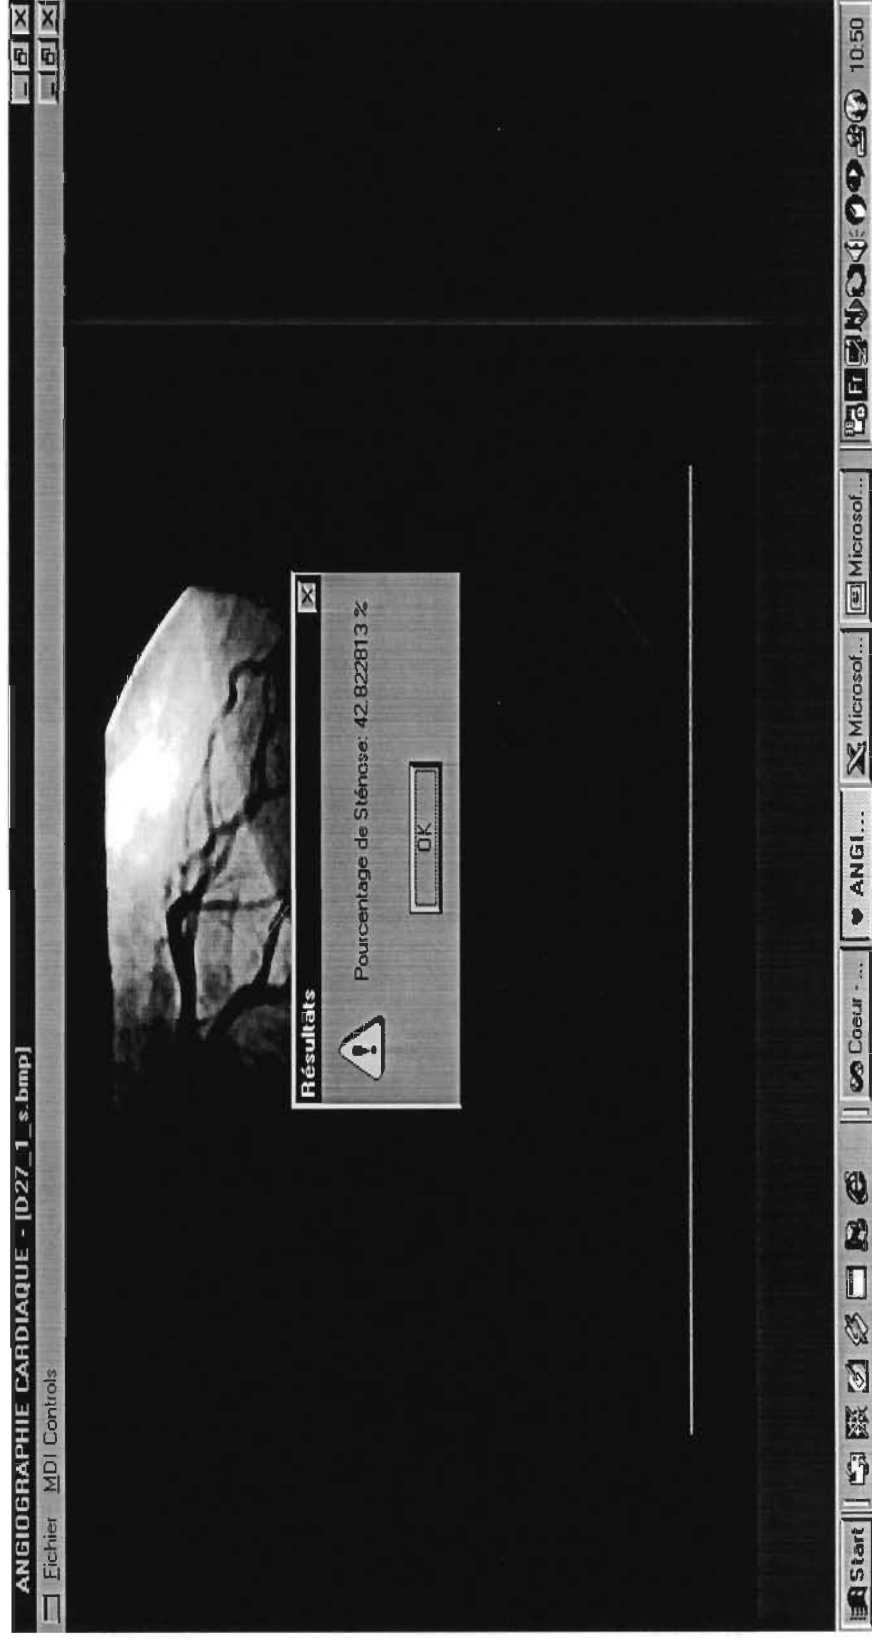 ANGIOGRAPHIE CARDIAQUE - [D27_1_s.bmp]
Fichier MDI Controls
Résultats
Pourcentage de Sténose: 42.822813 %
OK
Start
Coeur - ...
ANGI...
Microsof...
Microsof...
Fr
10:50